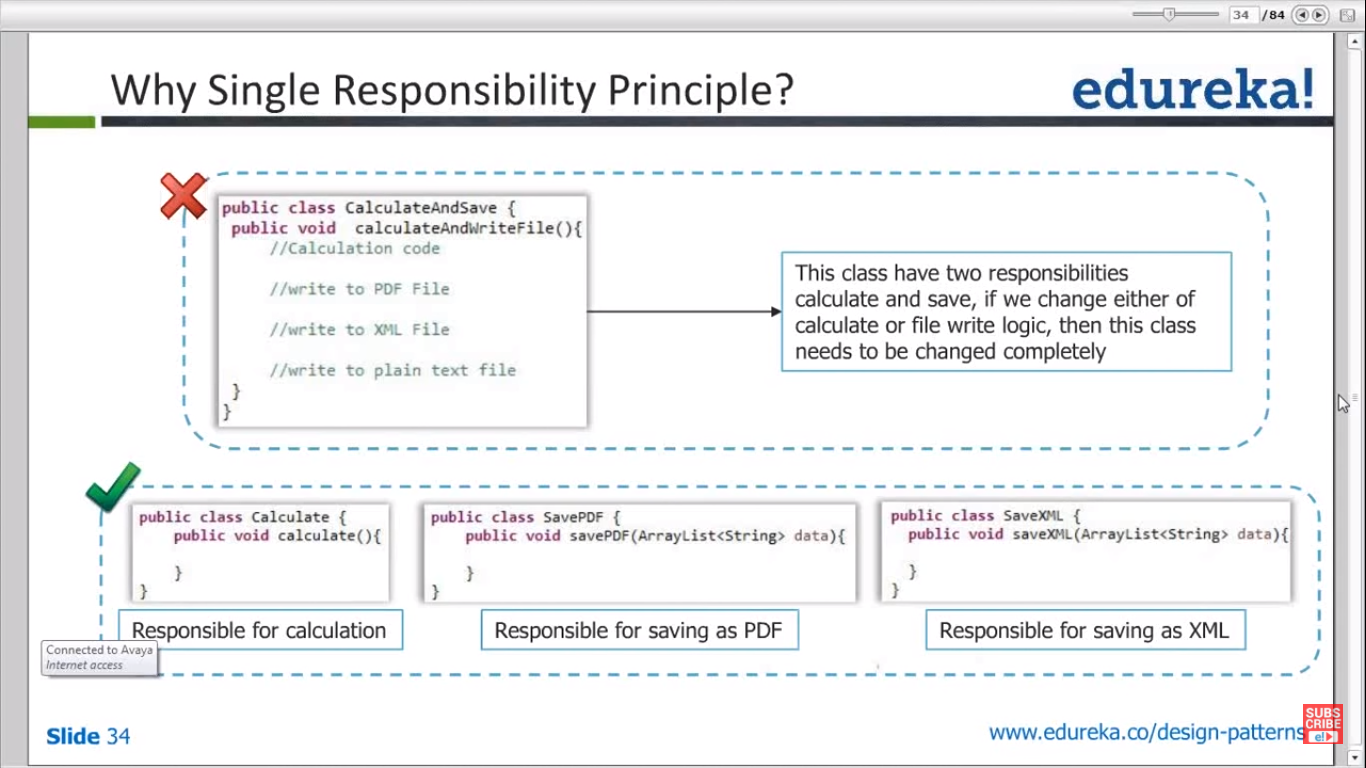 34 /84
Why Single Responsibility Principle?
edureka!
public class CalculateAndSave {
public void calculateAndWriteFile(){
//Calculation code
//write to PDF File
//write to XML File
//write to plain text file
}
}
This class have two responsibilities
calculate and save, if we change either of
calculate or file write logic, then this class
needs to be changed completely
public class Calculate {
public void calculate(){
}
}
Responsible for calculation
public class SavePDF {
public void savePDF(ArrayList<String> data){
}
}
Responsible for saving as PDF
public class SaveXML {
public void saveXML(ArrayList<String> data){
}
}
Responsible for saving as XML
Connected to Avaya
Internet access
Slide 34
www.edureka.co/design-patterns
SUBS
CRIBE
e!